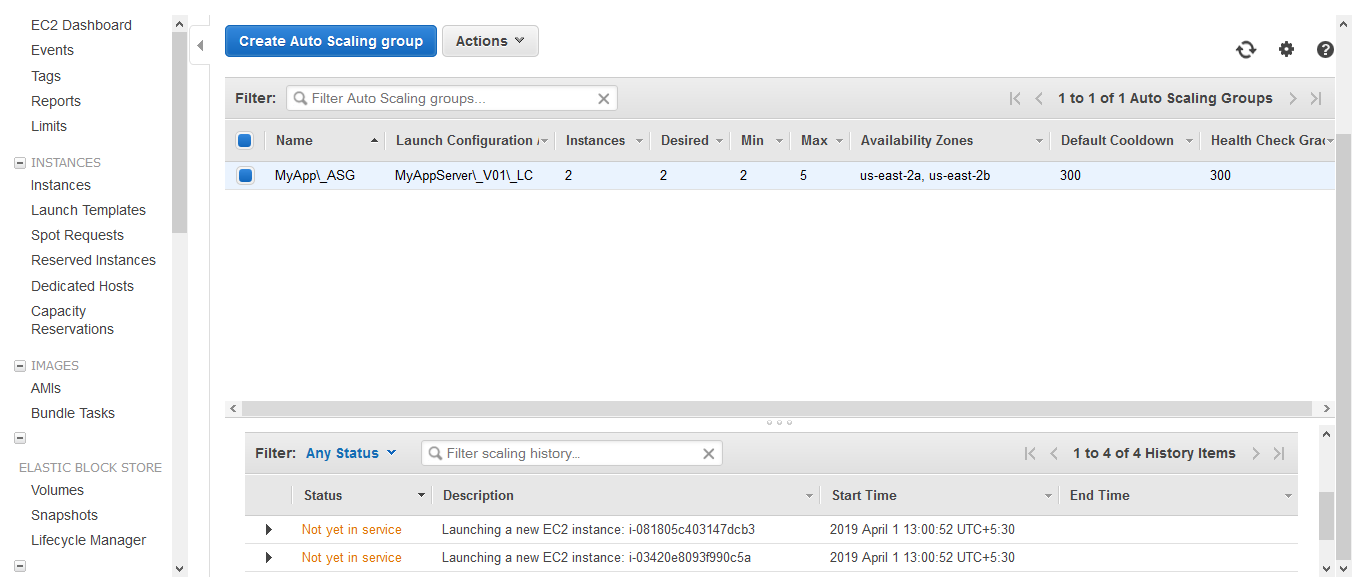 EC2 Dashboard
Events
Tags
Reports
Limits
INSTANCES
Instances
Launch Templates
Spot Requests
Reserved Instances
Dedicated Hosts
Capacity
Reservations
IMAGES
AMIs
Bundle Tasks
ELASTIC BLOCK STORE
Volumes
Snapshots
Lifecycle Manager
Create Auto Scaling group Actions
Filter: Filter Auto Scaling groups... 1 to 1 of 1 Auto Scaling Groups
Name Launch Configuration / Instances Desired Min Max Availability Zones Default Cooldown Health Check Grac
MyApp\_ASG MyAppServer\_V01\_LC 2 2 2 5 us-east-2a, us-east-2b 300 300
Filter: Any Status Filter scaling history... 1 to 4 of 4 History Items
Status Description Start Time End Time
Not yet in service Launching a new EC2 instance: i-081805c403147dcb3 2019 April 1 13:00:52 UTC+5:30
Not yet in service Launching a new EC2 instance: i-03420e8093f990c5a 2019 April 1 13:00:52 UTC+5:30